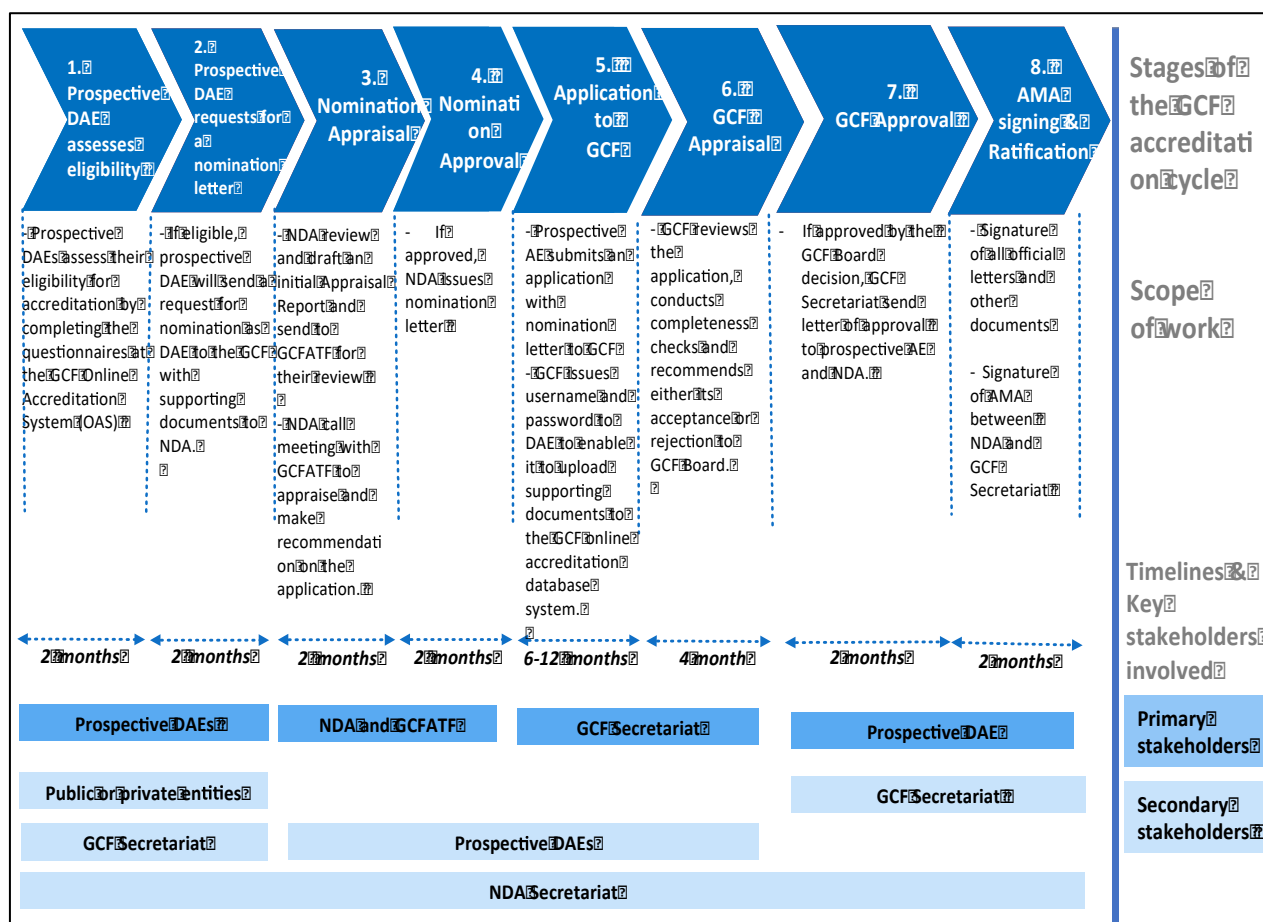 1.
Prospective
DAE
assesses
eligibility
2.
Prospective
DAE
requests for
a
nomination
letter
3.
Nomination
Appraisal
4.
Nominati
on
Approval
5.
Application
to
GCF
6.
GCF
Appraisal
7.
GCF Approval
8.
AMA
signing &
Ratification
Stages of
the GCF
accreditati
on cycle
- Prospective
DAEs assess their
eligibility for
accreditation by
completing the
questionnaires at
the GCF Online
Accreditation
System (OAS)
- If eligible,
prospective
DAE will send a
request for
nomination as
DAE to the GCF
with
supporting
documents to
NDA.
- NDA review
and draft an
initial Appraisal
Report and
send to
GCFATF for
their review
- NDA call
meeting with
GCFATF to
appraise and
make
recommendati
on on the
application.
- If
approved,
NDA issues
nomination
letter
- Prospective
AE submits an
application
with
nomination
letter to GCF
- GCF issues
username and
password to
DAE to enable
it to upload
supporting
documents to
the GCF online
accreditation
database
system.
- GCF reviews
the
application,
conducts
completeness
checks and
recommends
either its
acceptance or
rejection to
GCF Board.
- If approved by the
GCF Board
decision, GCF
Secretariat send
letter of approval
to prospective AE
and NDA.
- Signature
of all official
letters and
other
documents
- Signature
of AMA
between
NDA and
GCF
Secretariat
Scope
of work
2 months
2 months
2 months
2 months
6-12 months
4 month
2 months
2 months
Timelines &
Key
stakeholders
involved
Prospective DAEs
NDA and GCFATF
GCF Secretariat
Prospective DAE
Primary
stakeholders
Public or private entities
GCF Secretariat
GCF Secretariat
Prospective DAEs
NDA Secretariat
Secondary
stakeholders